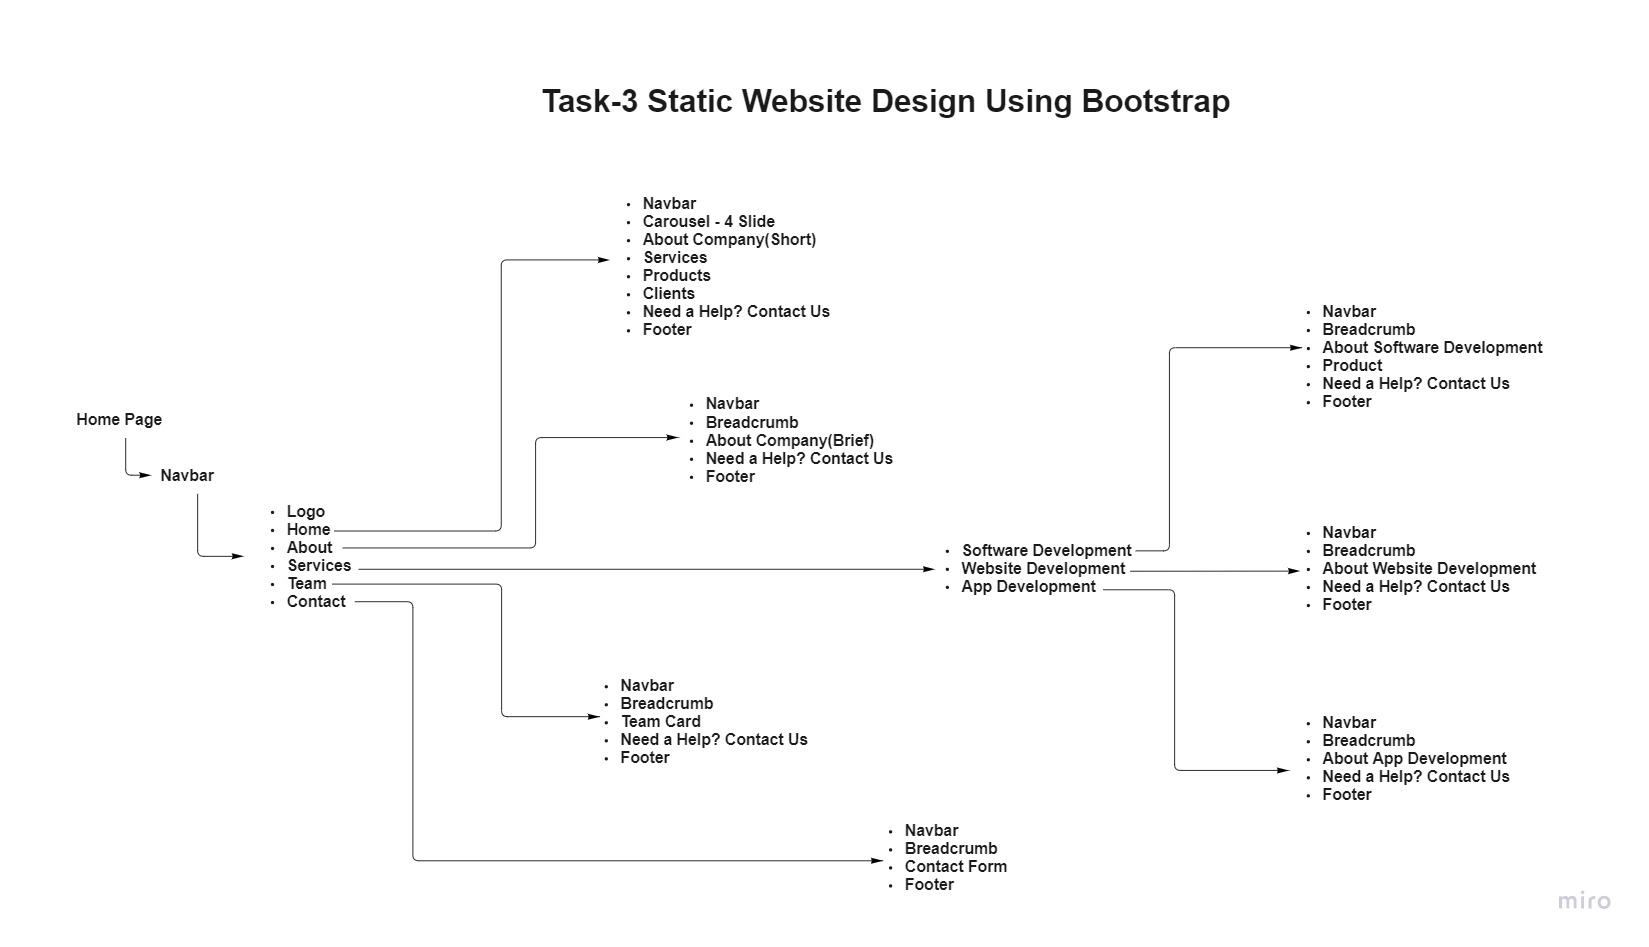 Task-3 Static Website Design Using Bootstrap
Home Page
Navbar
• Logo
• Home
• About
• Services
• Team
• Contact
• Navbar
• Carousel - 4 Slide
• About Company(Short)
• Services
• Products
• Clients
• Need a Help? Contact Us
• Footer
• Navbar
• Breadcrumb
• About Company(Brief)
• Need a Help? Contact Us
• Footer
• Software Development
• Website Development
• App Development
• Navbar
• Breadcrumb
• About Software Development
• Product
• Need a Help? Contact Us
• Footer
• Navbar
• Breadcrumb
• About Website Development
• Need a Help? Contact Us
• Footer
• Navbar
• Breadcrumb
• About App Development
• Need a Help? Contact Us
• Footer
• Navbar
• Breadcrumb
• Team Card
• Need a Help? Contact Us
• Footer
• Navbar
• Breadcrumb
• Contact Form
• Footer
miro